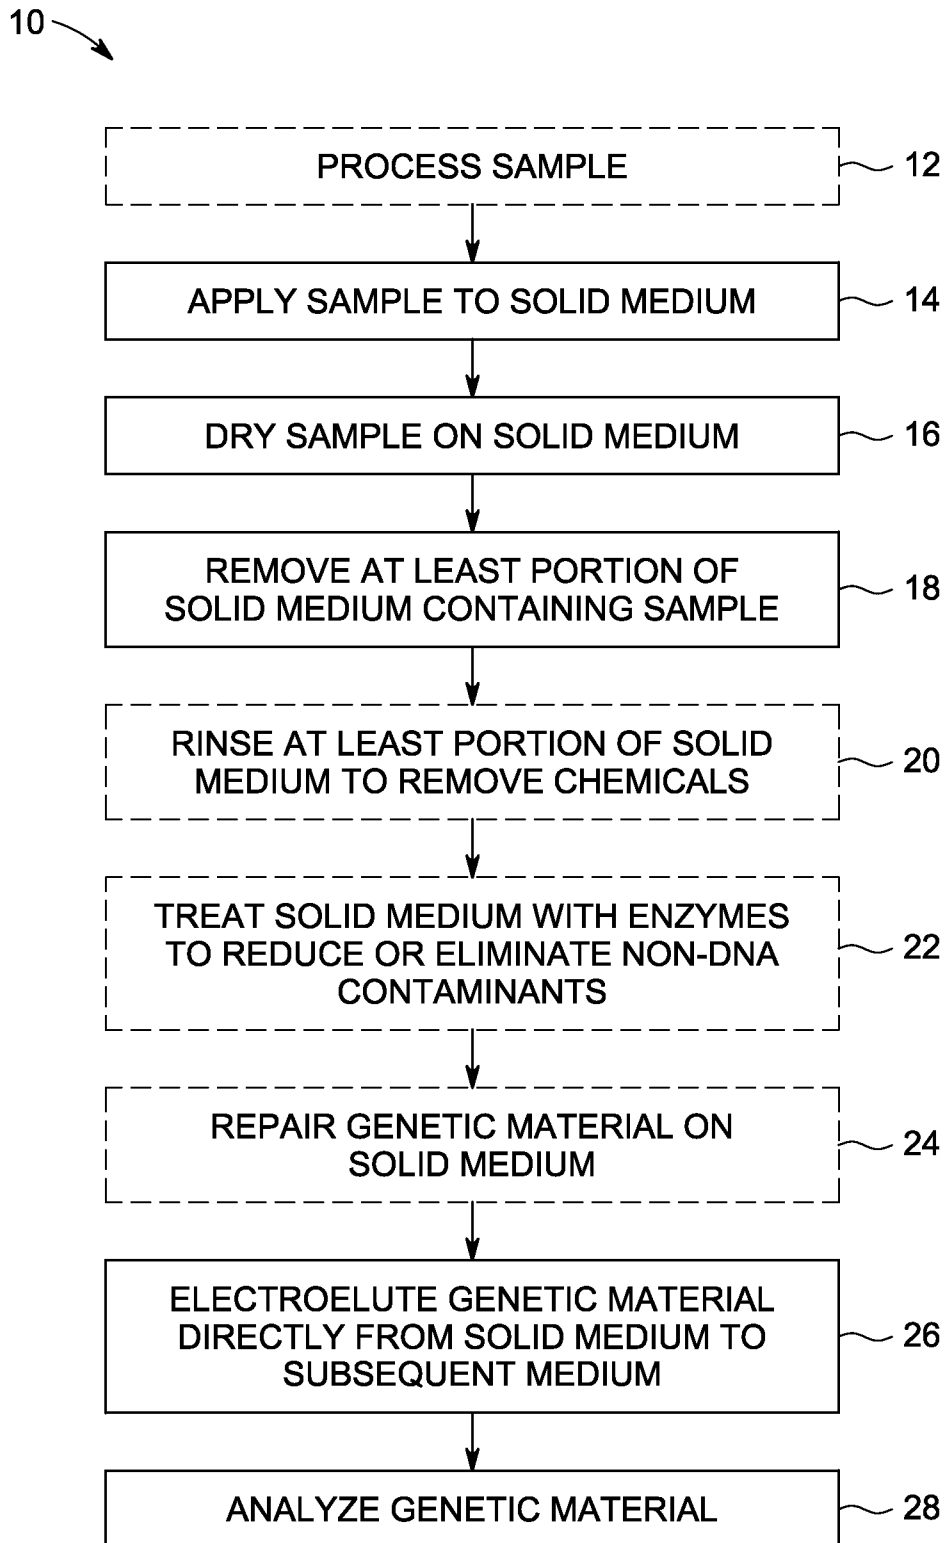 10
PROCESS SAMPLE
12
APPLY SAMPLE TO SOLID MEDIUM
14
DRY SAMPLE ON SOLID MEDIUM
16
REMOVE AT LEAST PORTION OF
SOLID MEDIUM CONTAINING SAMPLE
18
RINSE AT LEAST PORTION OF SOLID
MEDIUM TO REMOVE CHEMICALS
20
TREAT SOLID MEDIUM WITH ENZYMES
TO REDUCE OR ELIMINATE NON-DNA
CONTAMINANTS
22
REPAIR GENETIC MATERIAL ON
SOLID MEDIUM
24
ELECTROELUTE GENETIC MATERIAL
DIRECTLY FROM SOLID MEDIUM TO
SUBSEQUENT MEDIUM
26
ANALYZE GENETIC MATERIAL
28